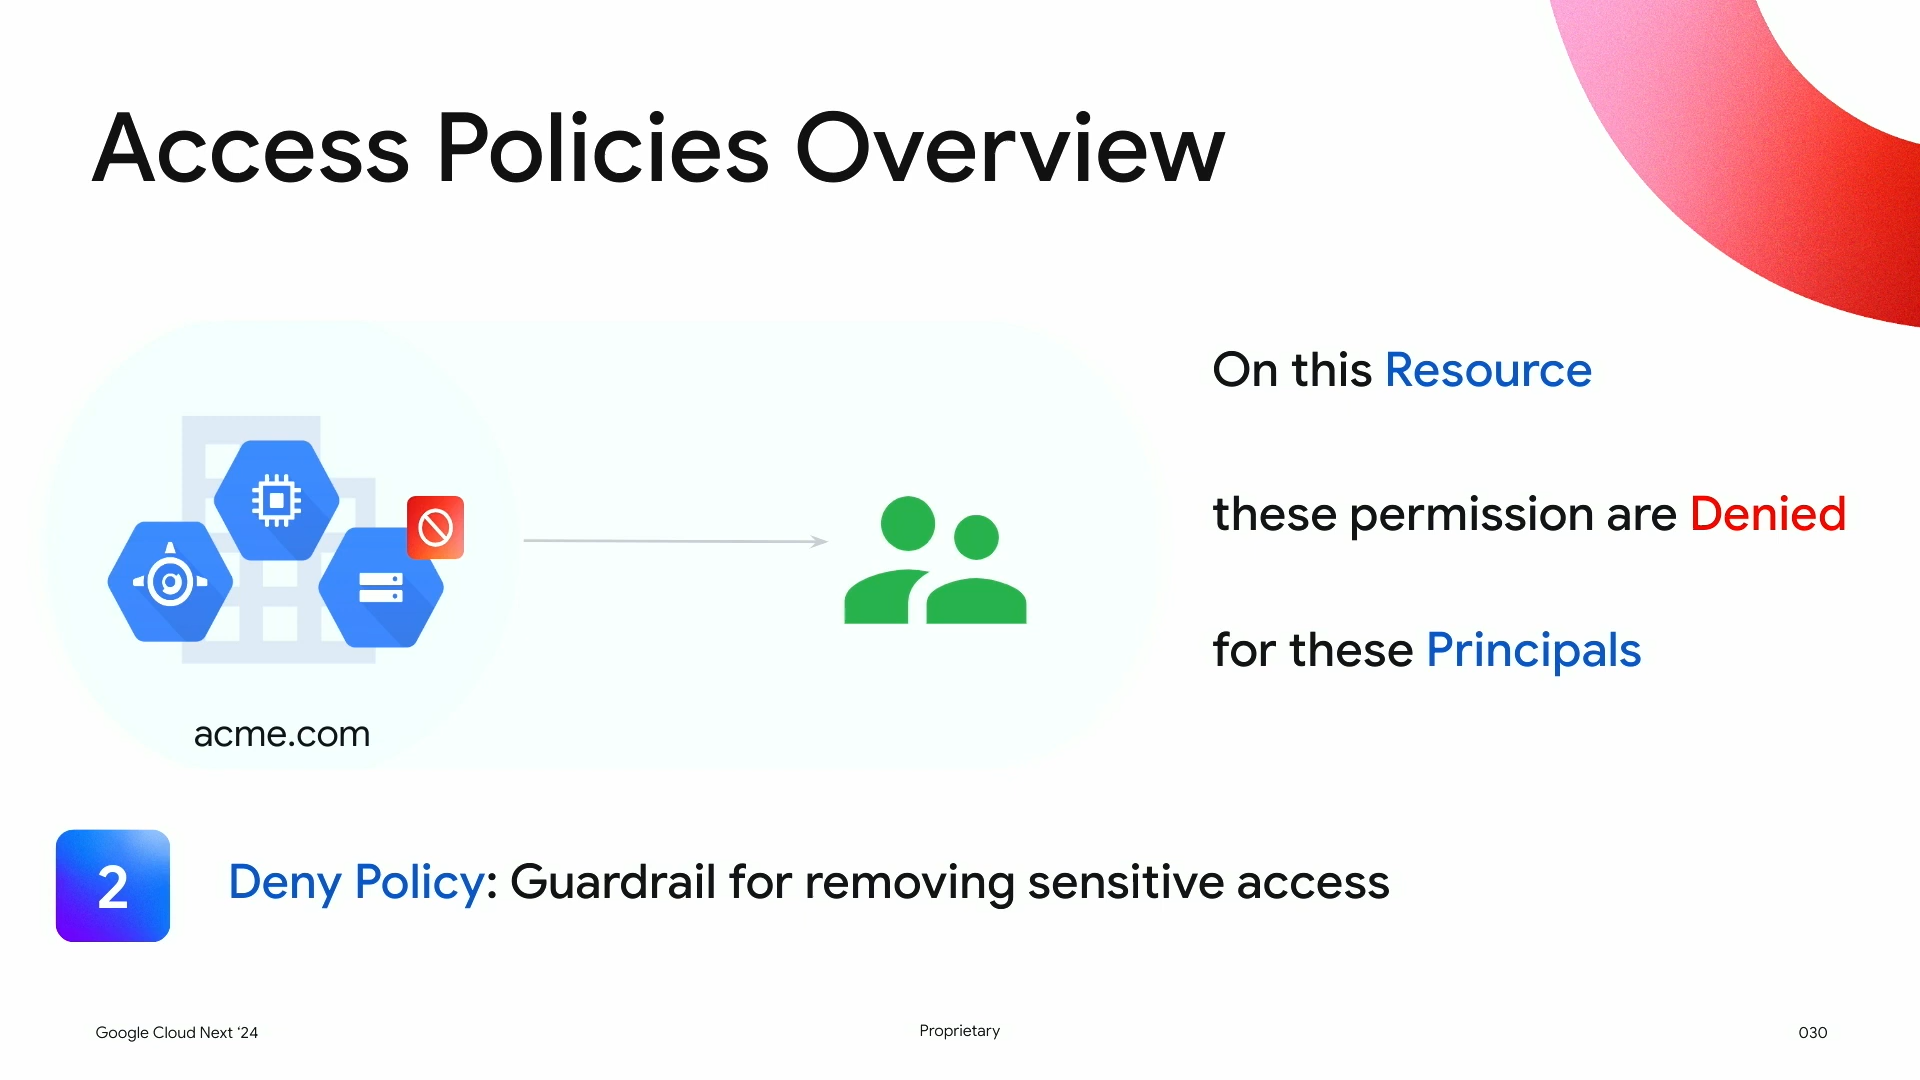 Access Policies Overview
On this Resource
these permission are Denied
for these Principals
acme.com
2
Deny Policy: Guardrail for removing sensitive access
Google Cloud Next ‘24
Proprietary
030